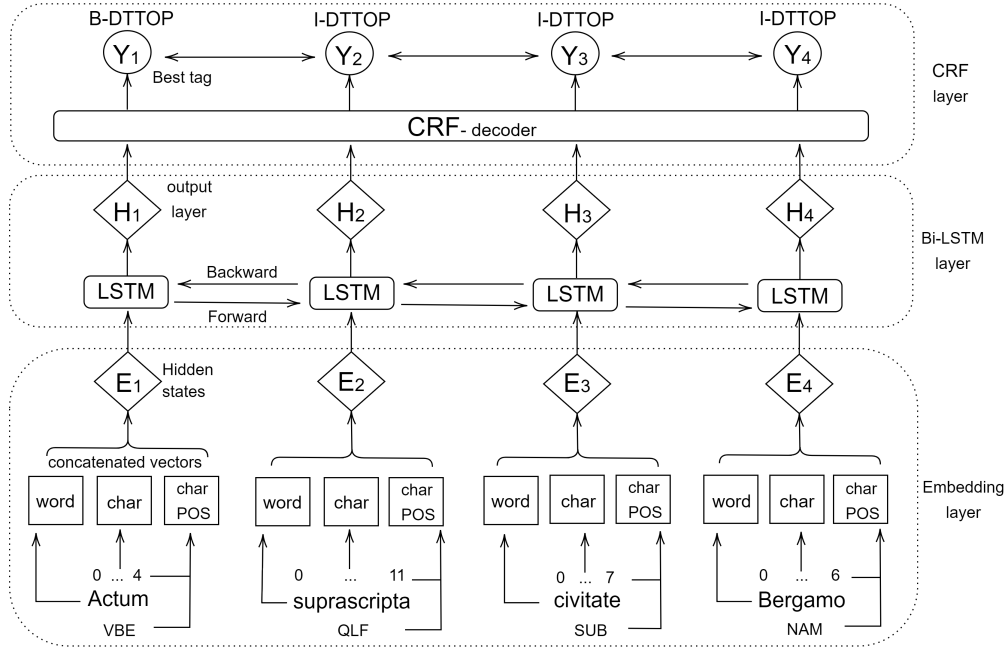 B-DTTOP I-DTTOP I-DTTOP I-DTTOP
Y1 Y2 Y3 Y4
Best tag
CRF
layer
CRF- decoder
output
layer
H1 H2 H3 H4
Bi-LSTM
layer
Backward
LSTM LSTM LSTM LSTM
Forward
Hidden
states
E1 E2 E3 E4
concatenated vectors
word char char POS word char char POS word char char POS word char char POS
Embedding
layer
0 ... 4 0 ... 11 0 ... 7 0 ... 6
Actum suprascripta civitate Bergamo
VBE QLF SUB NAM